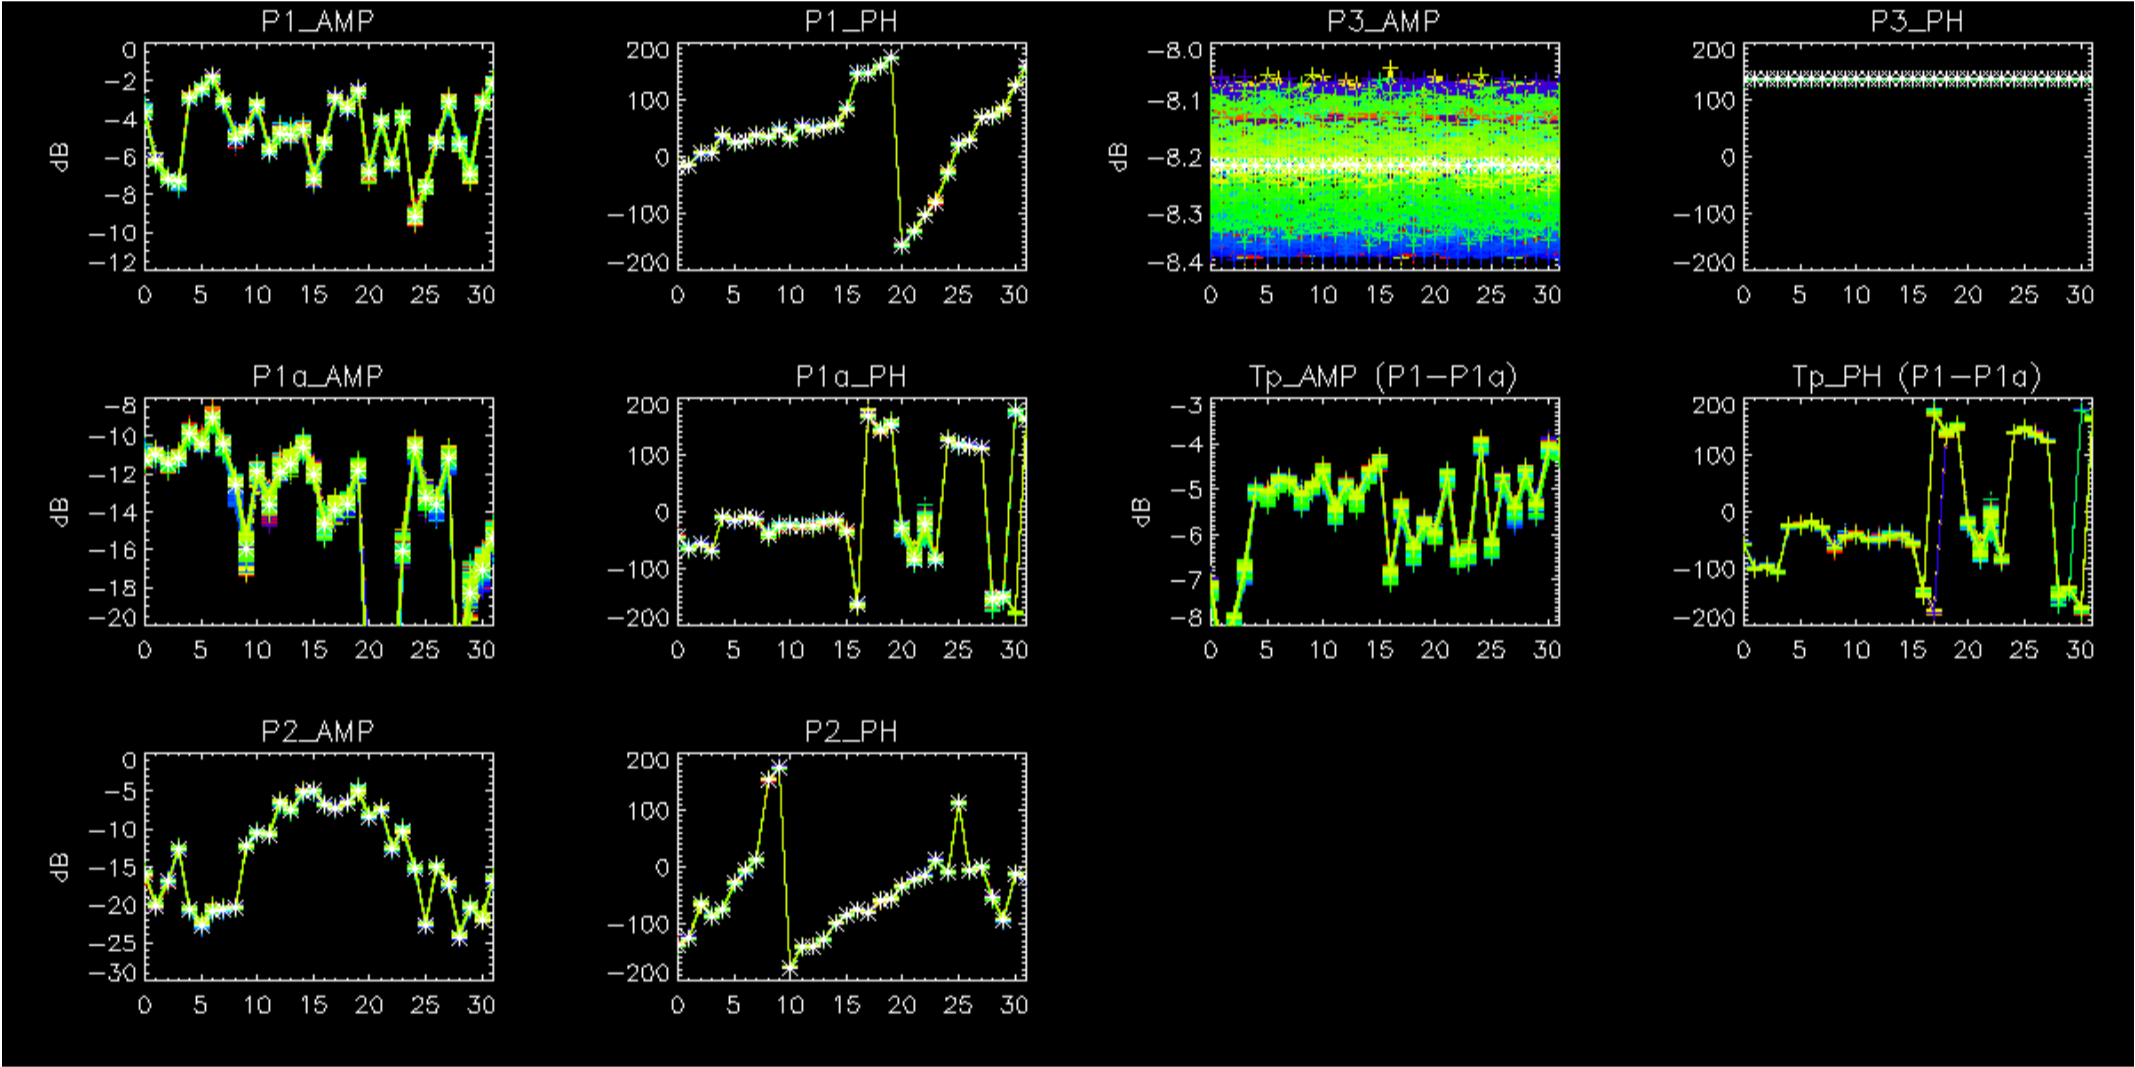 P1_AMP
0
−2
−4
−6
−8
−10
−12
dB
0 5 10 15 20 25 30
P1_PH
200
100
0
−100
−200
0 5 10 15 20 25 30
P3_AMP
−8.0
−8.1
−8.2
−8.3
−8.4
dB
0 5 10 15 20 25 30
P3_PH
200
100
0
−100
−200
0 5 10 15 20 25 30
P1a_AMP
−8
−10
−12
−14
−16
−18
−20
dB
0 5 10 15 20 25 30
P1a_PH
200
100
0
−100
−200
0 5 10 15 20 25 30
Tp_AMP (P1−P1a)
−3
−4
−5
−6
−7
−8
dB
0 5 10 15 20 25 30
Tp_PH (P1−P1a)
200
100
0
−100
−200
0 5 10 15 20 25 30
P2_AMP
0
−5
−10
−15
−20
−25
−30
dB
0 5 10 15 20 25 30
P2_PH
200
100
0
−100
−200
0 5 10 15 20 25 30